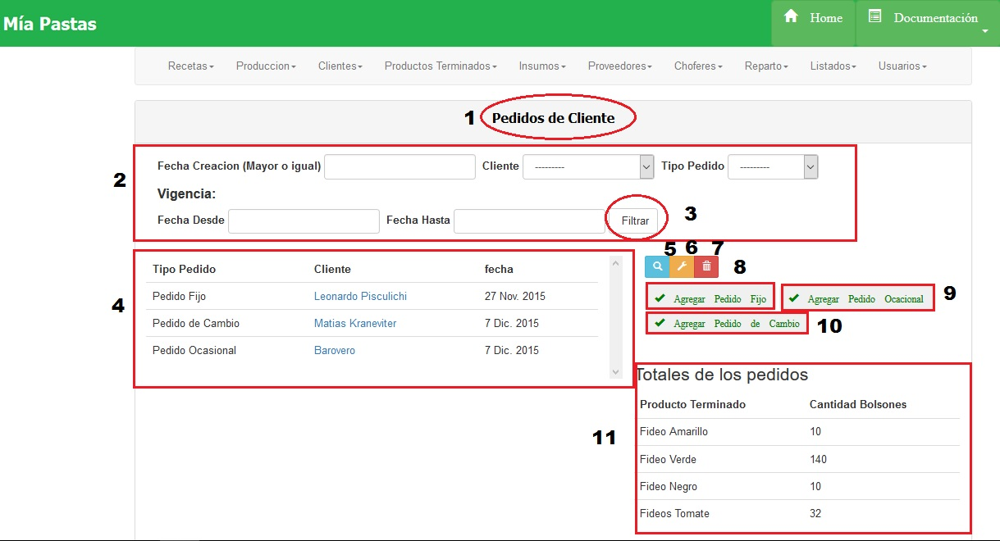 Mía Pastas Home Documentación
Recetas Produccion Clientes Productos Terminados Insumos Proveedores Choferes Reparto Listados Usuarios
1 Pedidos de Cliente
2
Fecha Creacion (Mayor o igual) Cliente --------- Tipo Pedido ---------
Vigencia:
Fecha Desde Fecha Hasta Filtrar 3
4
Tipo Pedido Cliente fecha
Pedido Fijo Leonardo Pisculichi 27 Nov. 2015
Pedido de Cambio Matias Kraneviter 7 Dic. 2015
Pedido Ocasional Barovero 7 Dic. 2015
5 6 7
8
Agregar Pedido Fijo Agregar Pedido Ocacional 9
Agregar Pedido de Cambio 10
11
Totales de los pedidos
Producto Terminado Cantidad Bolsones
Fideo Amarillo 10
Fideo Verde 140
Fideo Negro 10
Fideos Tomate 32